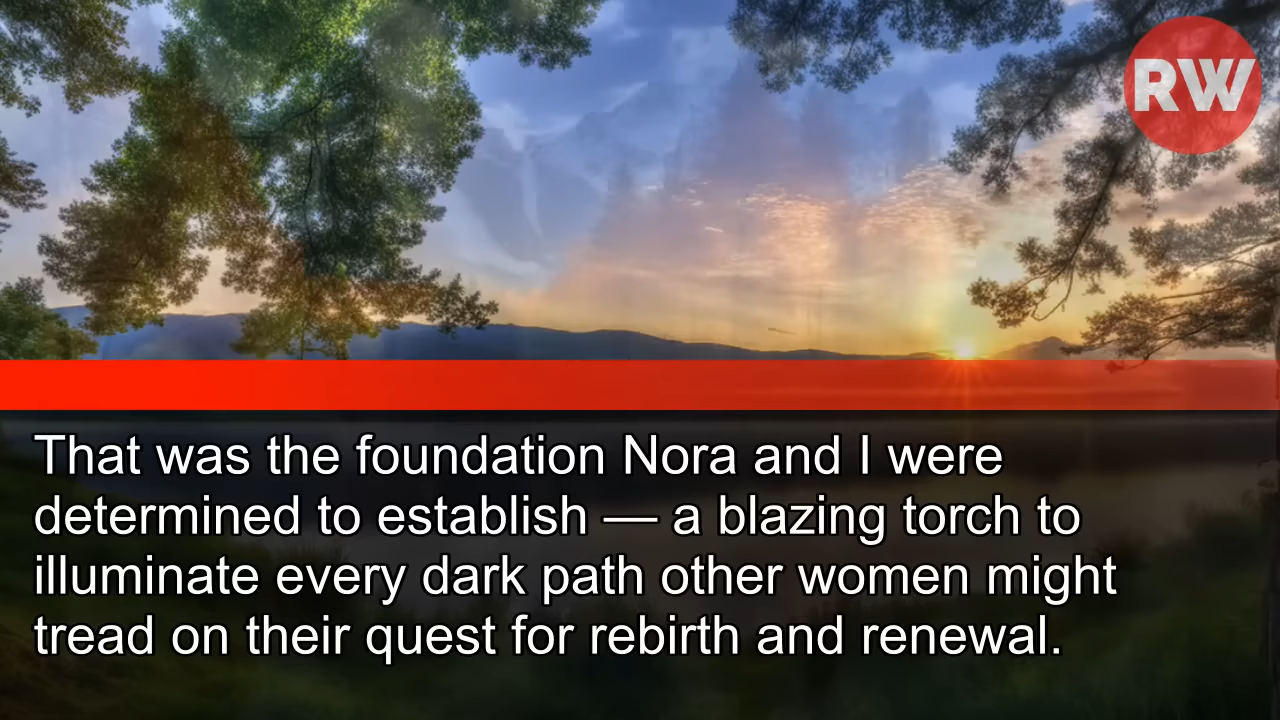 RW
That was the foundation Nora and I were
determined to establish — a blazing torch to
illuminate every dark path other women might
tread on their quest for rebirth and renewal.